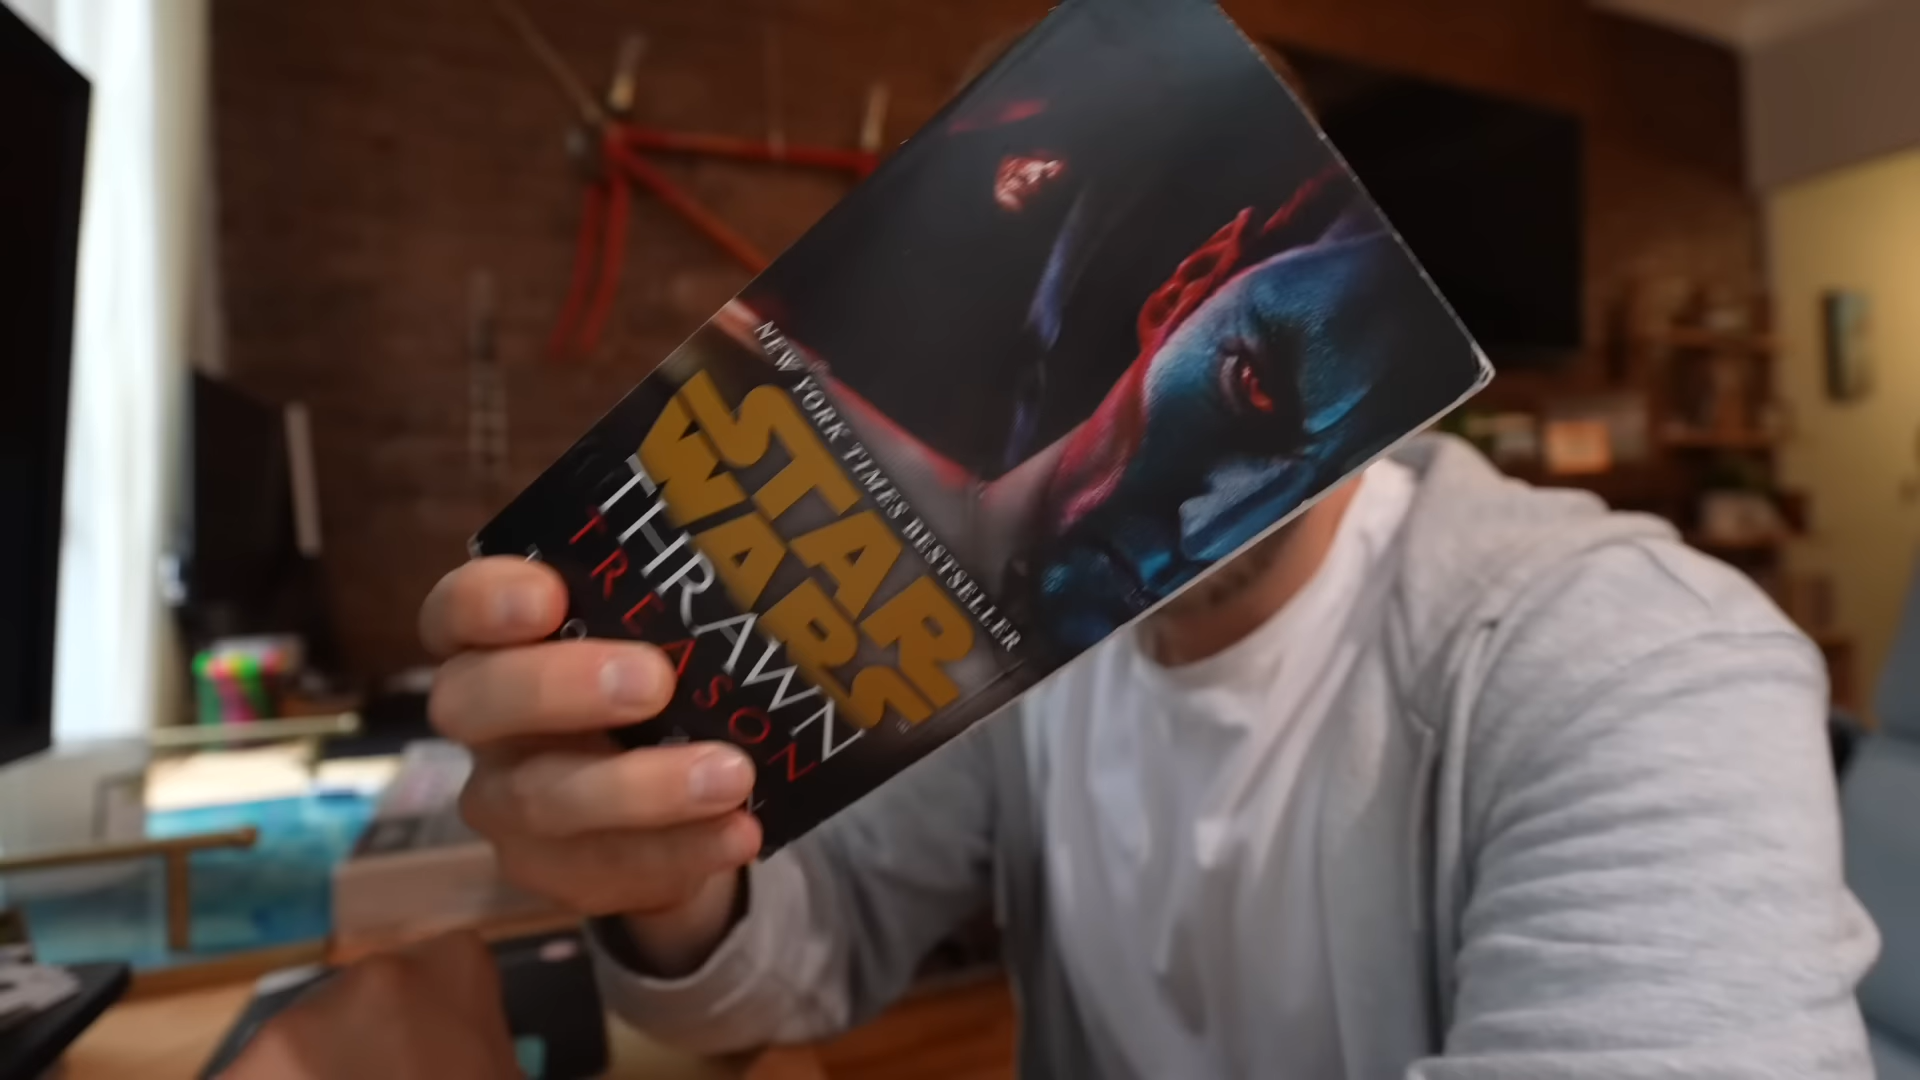 NEW YORK TIMES BESTSELLER
STAR
WARS
THRAWN
TREASON